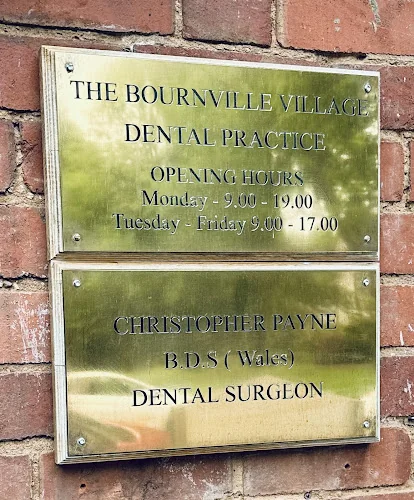 THE BOURNVILLE VILLAGE
DENTAL PRACTICE
OPENING HOURS
Monday - 9.00 - 19.00
Tuesday - Friday 9.00 - 17.00
CHRISTOPHER PAYNE
B.D.S ( Wales)
DENTAL SURGEON